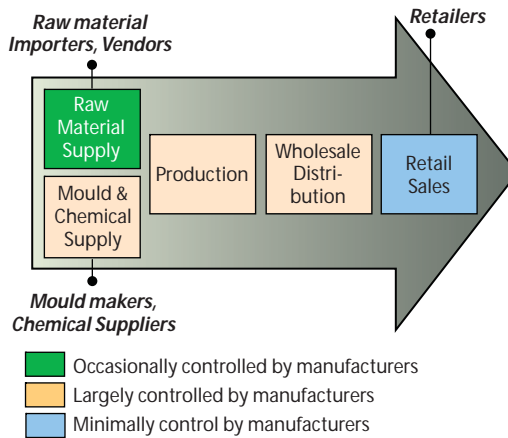 Raw material
Importers, Vendors
Retailers
Raw
Material
Supply
Mould &
Chemical
Supply
Production
Wholesale
Distri-
bution
Retail
Sales
Mould makers,
Chemical Suppliers
Occasionally controlled by manufacturers
Largely controlled by manufacturers
Minimally control by manufacturers